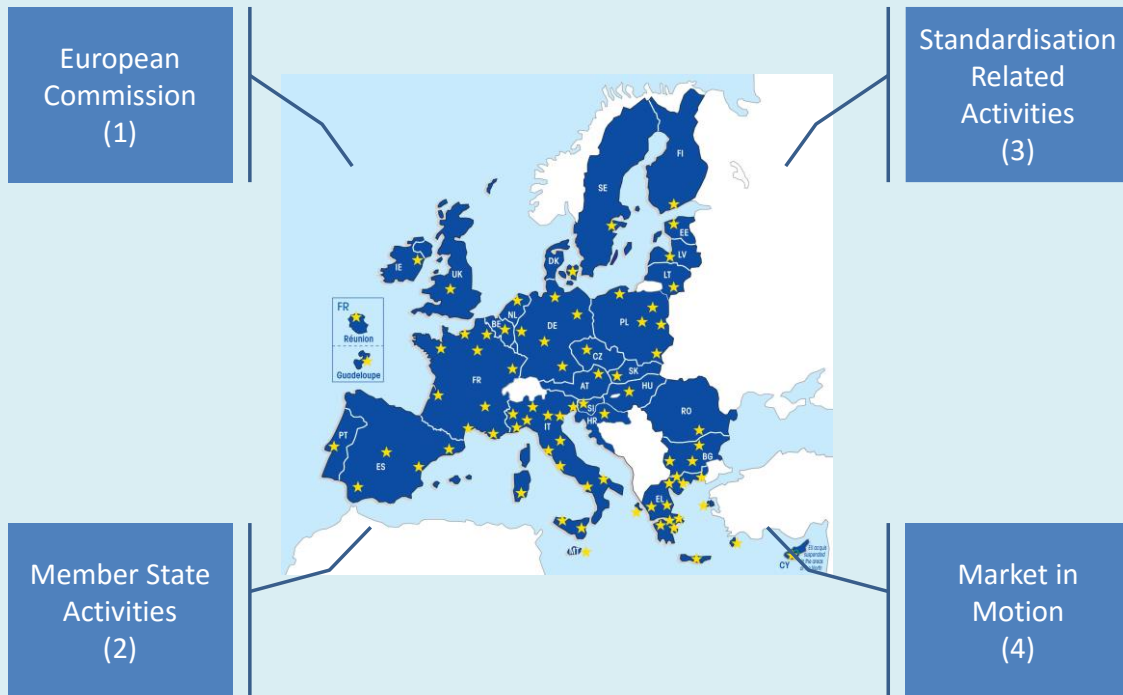 European
Commission
(1)
Standardisation
Related
Activities
(3)
FI
SE
EE
LV
DK
LT
IE
UK
NL
BE
DE
PL
FR
Réunion
Guadeloupe
CZ
SK
FR
AT
HU
SI
HR
RO
IT
PT
ES
BG
EL
MT
CY
Member State
Activities
(2)
Market in
Motion
(4)